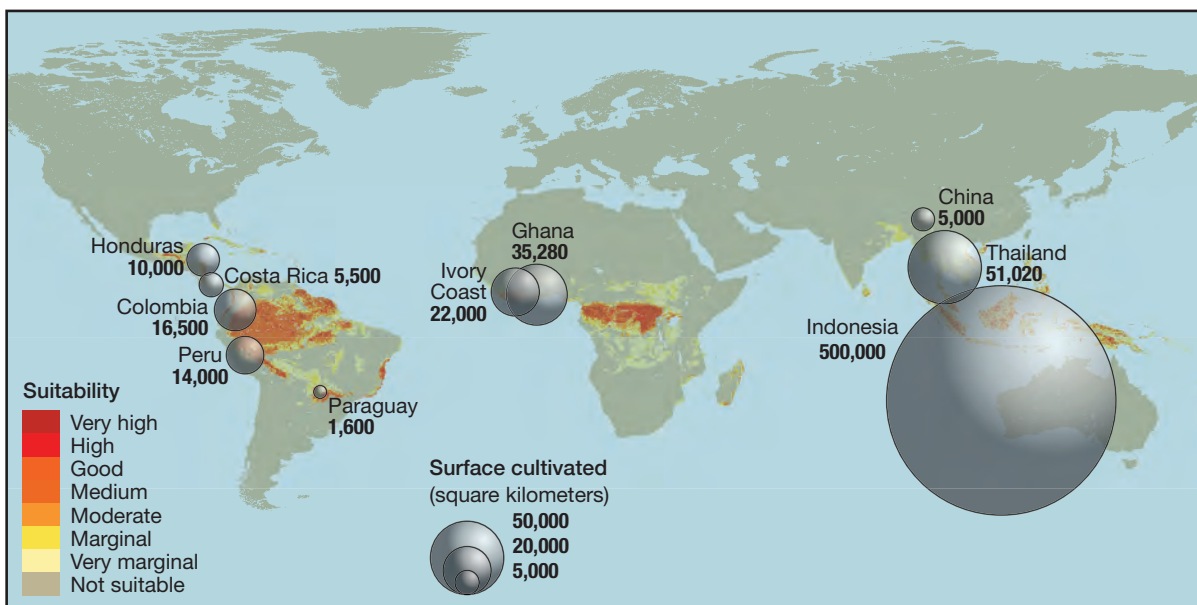 Honduras
10,000
Costa Rica 5,500
Colombia
16,500
Peru
14,000
Paraguay
1,600
Ghana
35,280
Ivory
Coast
22,000
China
5,000
Thailand
51,020
Indonesia
500,000
Suitability
Very high
High
Good
Medium
Moderate
Marginal
Very marginal
Not suitable
Surface cultivated
(square kilometers)
50,000
20,000
5,000